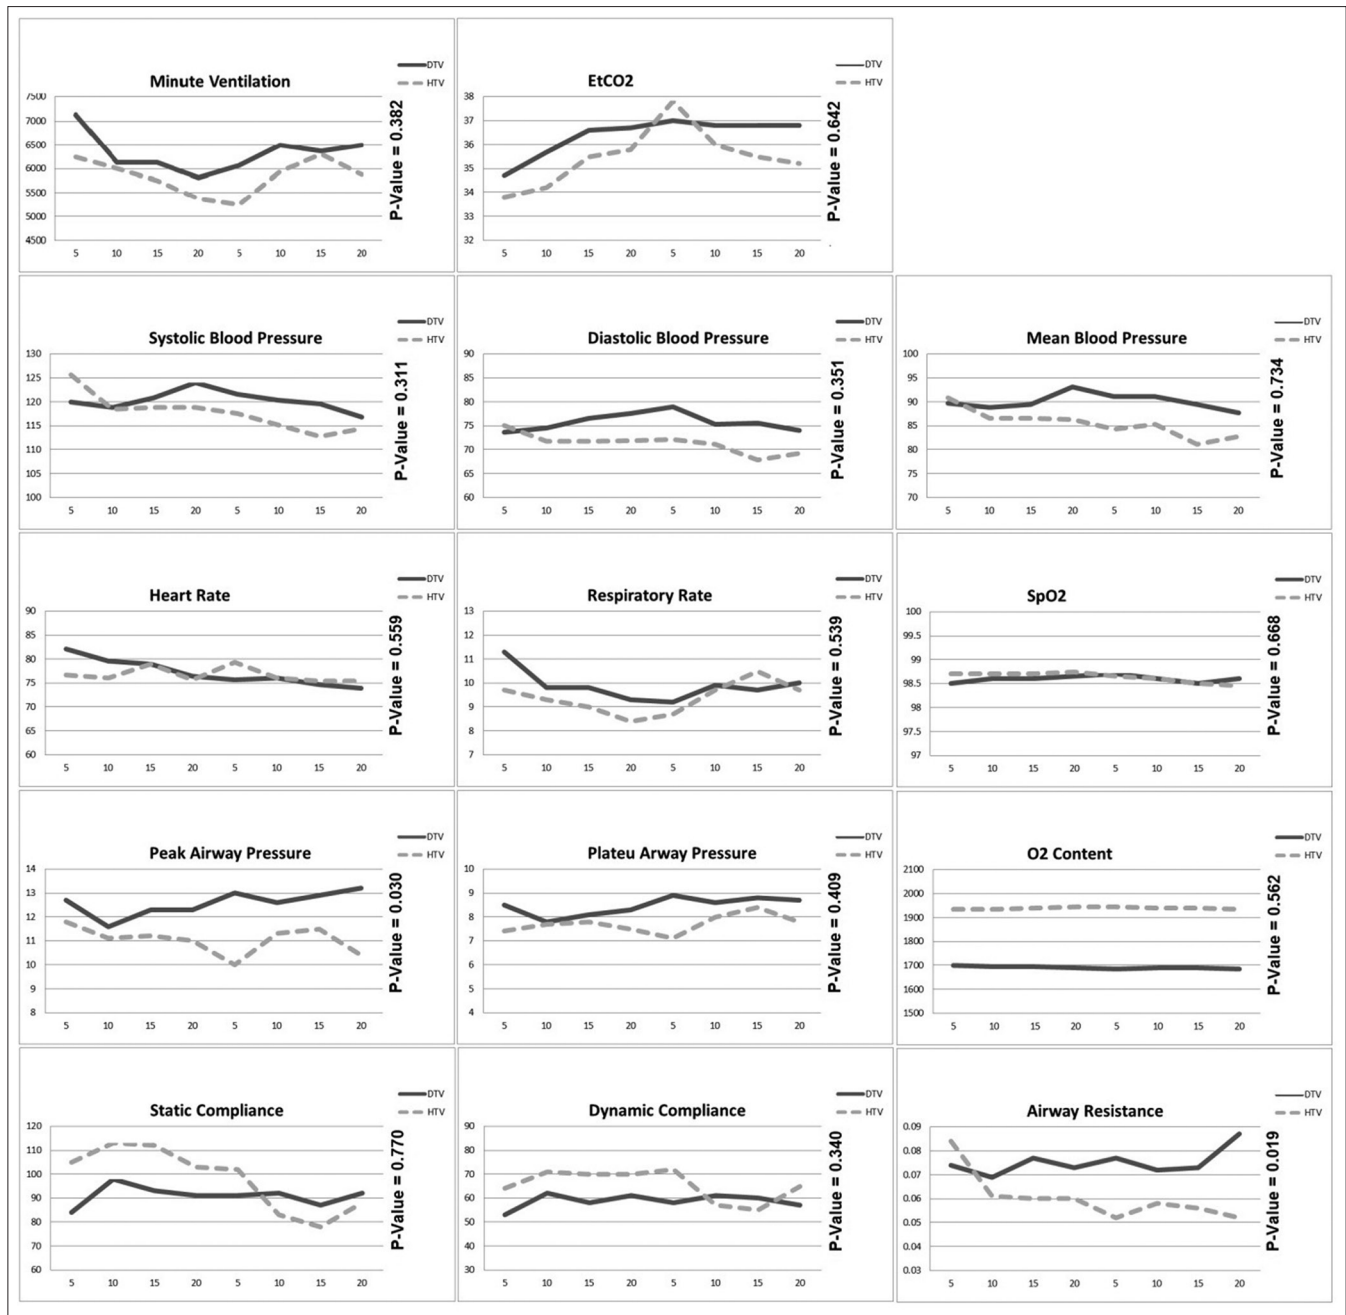 Minute Ventilation
DTV
HTV
7500
7000
6500
6000
5500
5000
4500
5 10 15 20 5 10 15 20
P-Value = 0.382
EtCO2
DTV
HTV
38
37
36
35
34
33
32
5 10 15 20 5 10 15 20
P-Value = 0.642
Systolic Blood Pressure
DTV
HTV
130
125
120
115
110
105
100
5 10 15 20 5 10 15 20
P-Value = 0.311
Diastolic Blood Pressure
DTV
HTV
90
85
80
75
70
65
60
5 10 15 20 5 10 15 20
P-Value = 0.351
Mean Blood Pressure
DTV
HTV
100
95
90
85
80
75
70
5 10 15 20 5 10 15 20
P-Value = 0.734
Heart Rate
DTV
HTV
90
85
80
75
70
65
60
5 10 15 20 5 10 15 20
P-Value = 0.559
Respiratory Rate
DTV
HTV
13
12
11
10
9
8
7
5 10 15 20 5 10 15 20
P-Value = 0.539
SpO2
DTV
HTV
100
99.5
99
98.5
98
97.5
97
5 10 15 20 5 10 15 20
P-Value = 0.668
Peak Airway Pressure
DTV
HTV
14
13
12
11
10
9
8
5 10 15 20 5 10 15 20
P-Value = 0.030
Plateu Arway Pressure
DTV
HTV
10
9
8
7
6
5
4
5 10 15 20 5 10 15 20
P-Value = 0.409
O2 Content
DTV
HTV
2100
2000
1900
1800
1700
1600
1500
5 10 15 20 5 10 15 20
P-Value = 0.562
Static Compliance
DTV
HTV
120
110
100
90
80
70
60
5 10 15 20 5 10 15 20
P-Value = 0.770
Dynamic Compliance
DTV
HTV
90
80
70
60
50
40
30
5 10 15 20 5 10 15 20
P-Value = 0.340
Airway Resistance
DTV
HTV
0.09
0.08
0.07
0.06
0.05
0.04
0.03
5 10 15 20 5 10 15 20
P-Value = 0.019